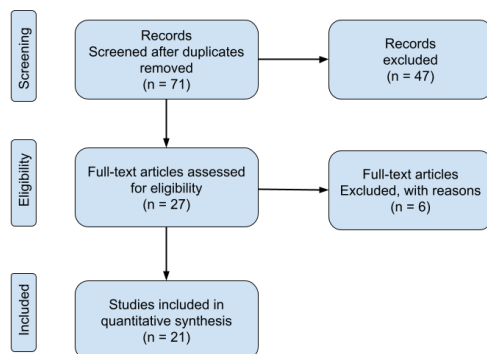 Screening
Records
Screened after duplicates
removed
(n = 71)
Records
excluded
(n = 47)
Eligibility
Full-text articles assessed
for eligibility
(n = 27)
Full-text articles
Excluded, with reasons
(n = 6)
Included
Studies included in
quantitative synthesis
(n = 21)